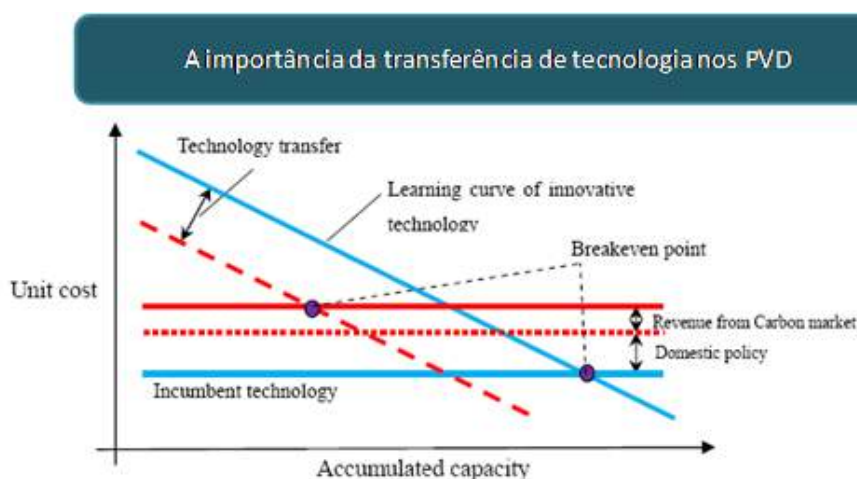 A importância da transferência de tecnologia nos PVD
Technology transfer
Learning curve of innovative
technology
Breakeven point
Unit cost
Revenue from Carbon market
Domestic policy
Incumbent technology
Accumulated capacity